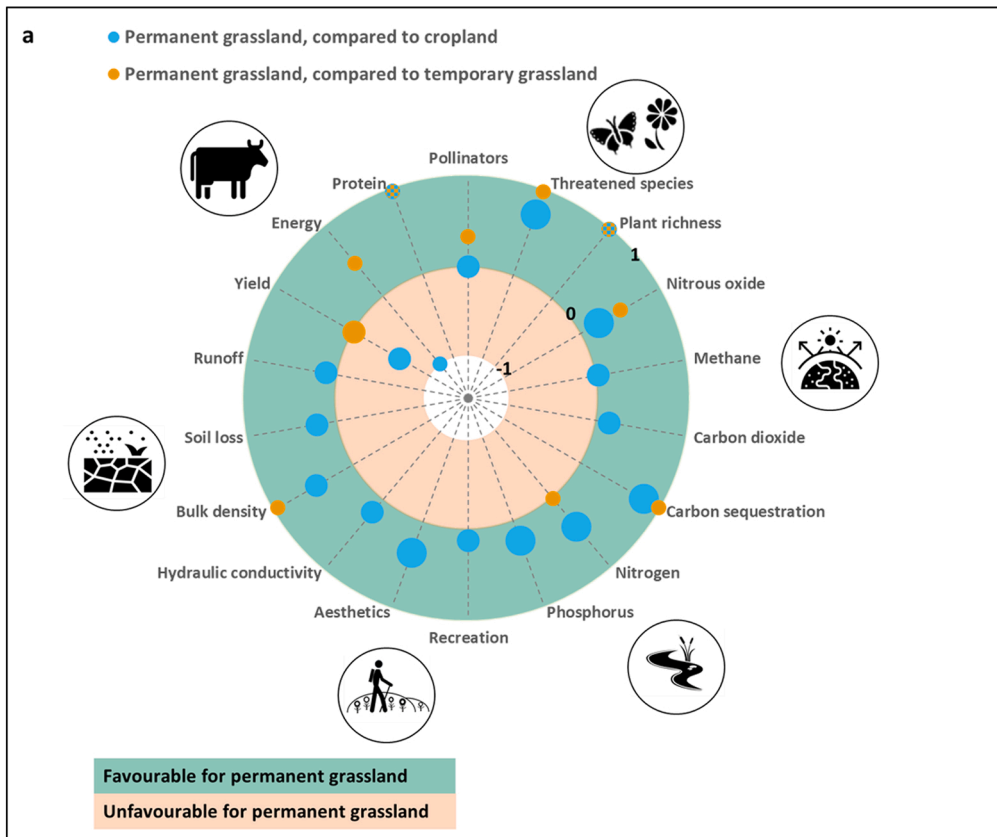 a
Permanent grassland, compared to cropland
Permanent grassland, compared to temporary grassland
Pollinators
Protein
Threatened species
Energy
Plant richness
1
Yield
Nitrous oxide
0
Runoff
Methane
-1
Soil loss
Carbon dioxide
Bulk density
Carbon sequestration
Hydraulic conductivity
Nitrogen
Aesthetics
Phosphorus
Recreation
Favourable for permanent grassland
Unfavourable for permanent grassland